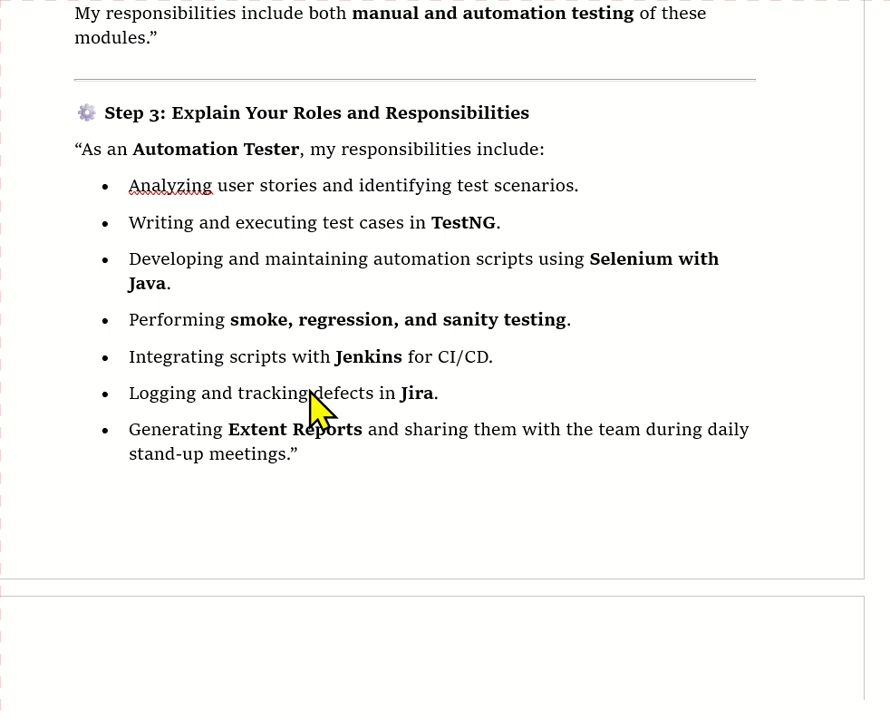 My responsibilities include both manual and automation testing of these
modules.”
Step 3: Explain Your Roles and Responsibilities
“As an Automation Tester, my responsibilities include:
• Analyzing user stories and identifying test scenarios.
• Writing and executing test cases in TestNG.
• Developing and maintaining automation scripts using Selenium with
Java.
• Performing smoke, regression, and sanity testing.
• Integrating scripts with Jenkins for CI/CD.
• Logging and tracking defects in Jira.
• Generating Extent Reports and sharing them with the team during daily
stand-up meetings.”